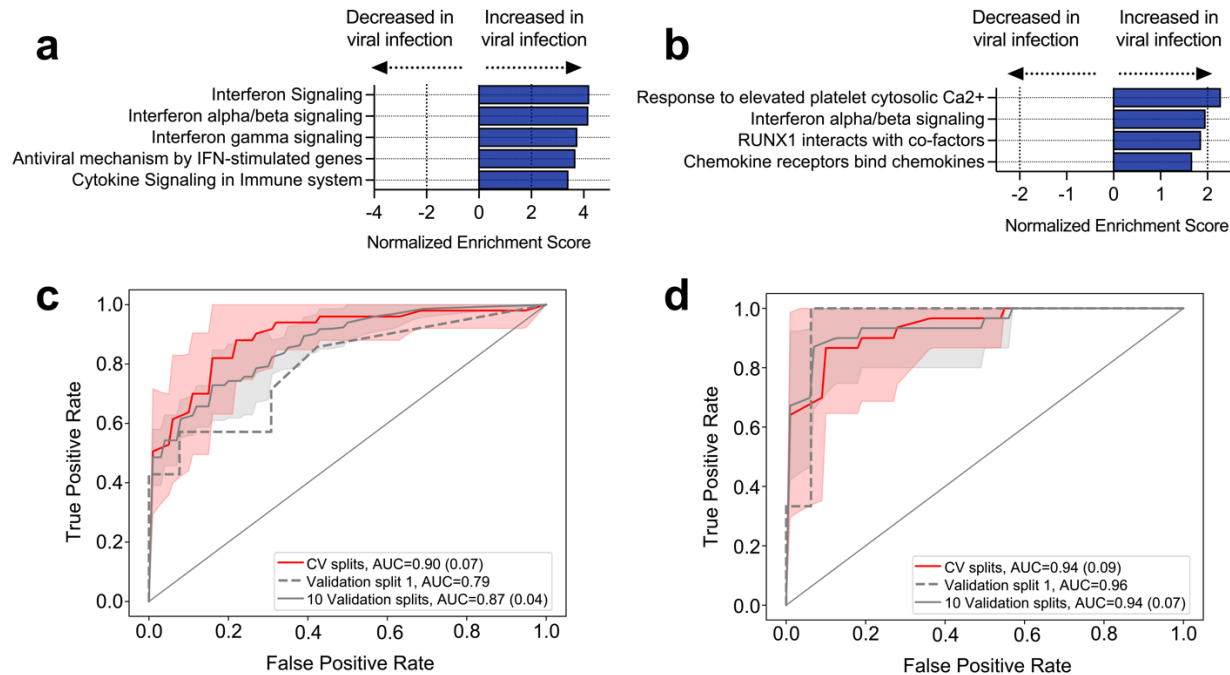 a
Decreased in
viral infection
Increased in
viral infection
Interferon Signaling
Interferon alpha/beta signaling
Interferon gamma signaling
Antiviral mechanism by IFN-stimulated genes
Cytokine Signaling in Immune system
-4 -2 0 2 4
Normalized Enrichment Score
b
Decreased in
viral infection
Increased in
viral infection
Response to elevated platelet cytosolic Ca2+
Interferon alpha/beta signaling
RUNX1 interacts with co-factors
Chemokine receptors bind chemokines
-2 -1 0 1 2
Normalized Enrichment Score
c
True Positive Rate
1.0
0.8
0.6
0.4
0.2
0.0
CV splits, AUC=0.90 (0.07)
Validation split 1, AUC=0.79
10 Validation splits, AUC=0.87 (0.04)
0.0 0.2 0.4 0.6 0.8 1.0
False Positive Rate
d
True Positive Rate
1.0
0.8
0.6
0.4
0.2
0.0
CV splits, AUC=0.94 (0.09)
Validation split 1, AUC=0.96
10 Validation splits, AUC=0.94 (0.07)
0.0 0.2 0.4 0.6 0.8 1.0
False Positive Rate